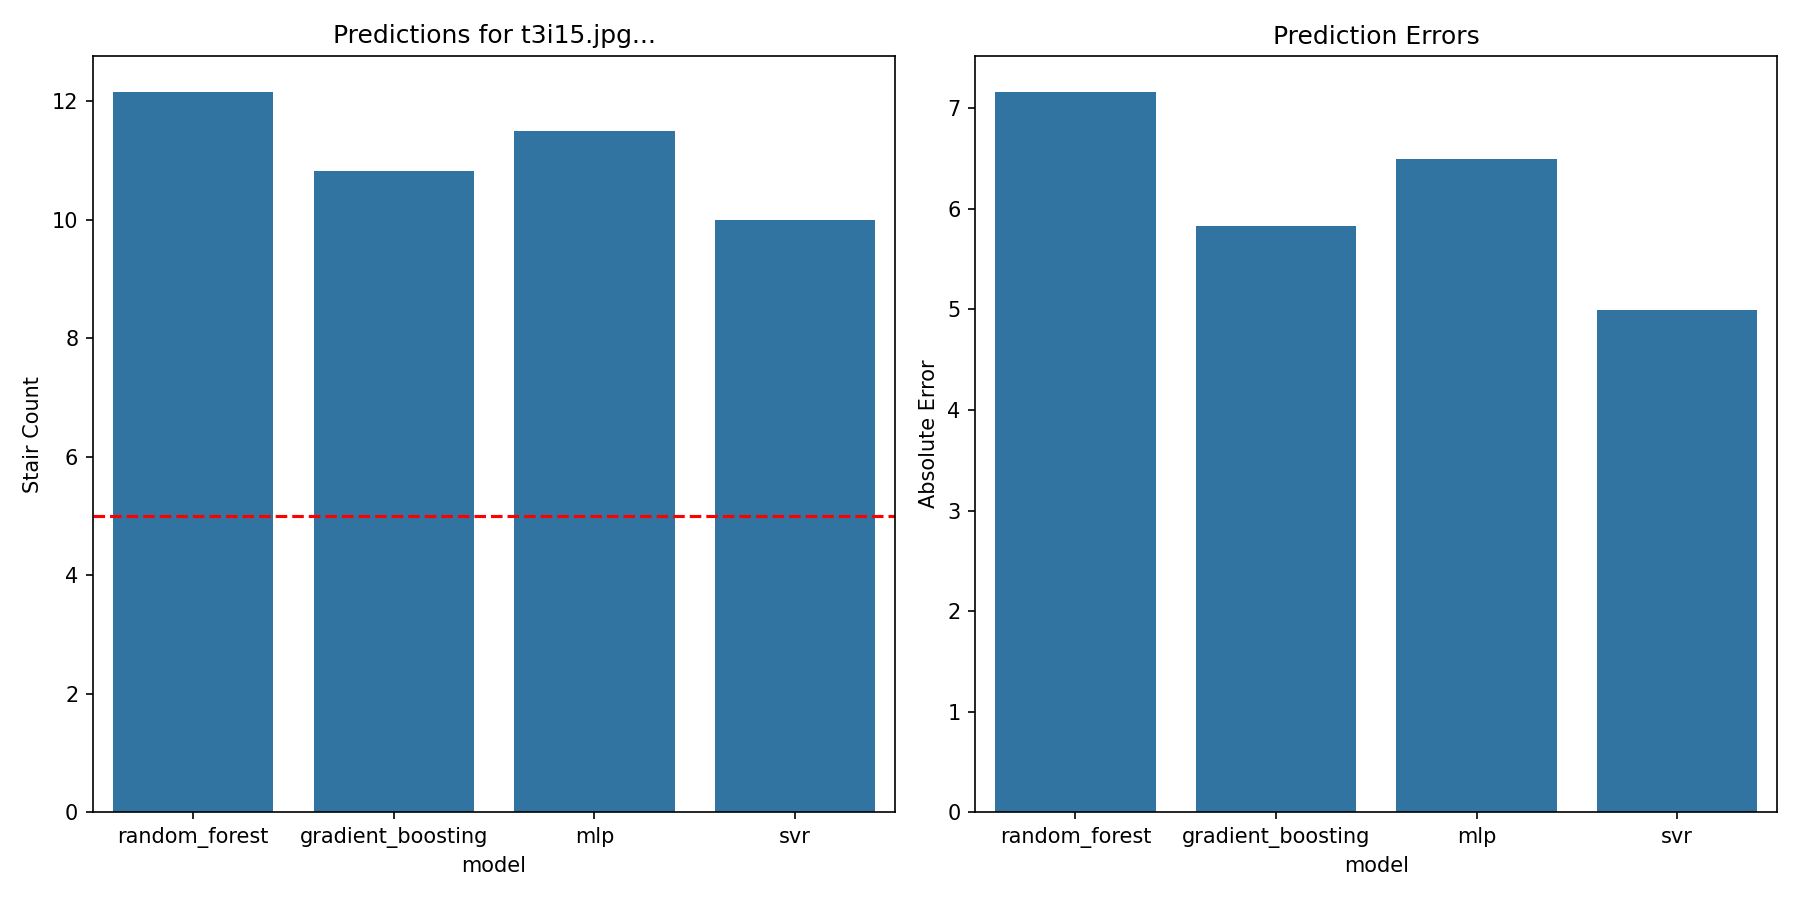 Predictions for t3i15.jpg...
Stair Count
12
10
8
6
4
2
0
random_forest gradient_boosting mlp svr
model
Prediction Errors
Absolute Error
7
6
5
4
3
2
1
0
random_forest gradient_boosting mlp svr
model